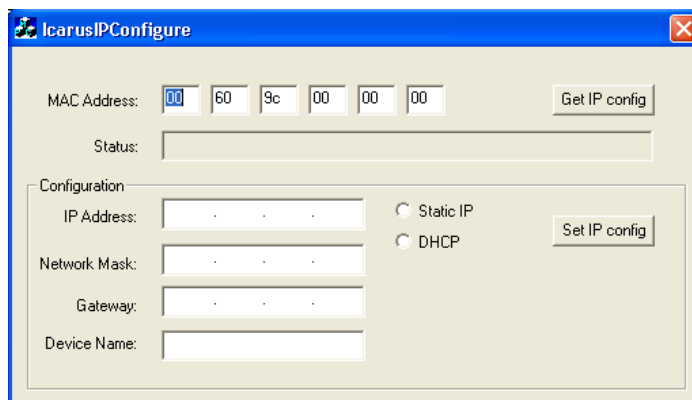 IcarusIPConfigure
MAC Address: 00 60 9c 00 00 00 Get IP config
Status:
Configuration
IP Address: . . . Static IP
DHCP Set IP config
Network Mask: . . .
Gateway: . . .
Device Name: